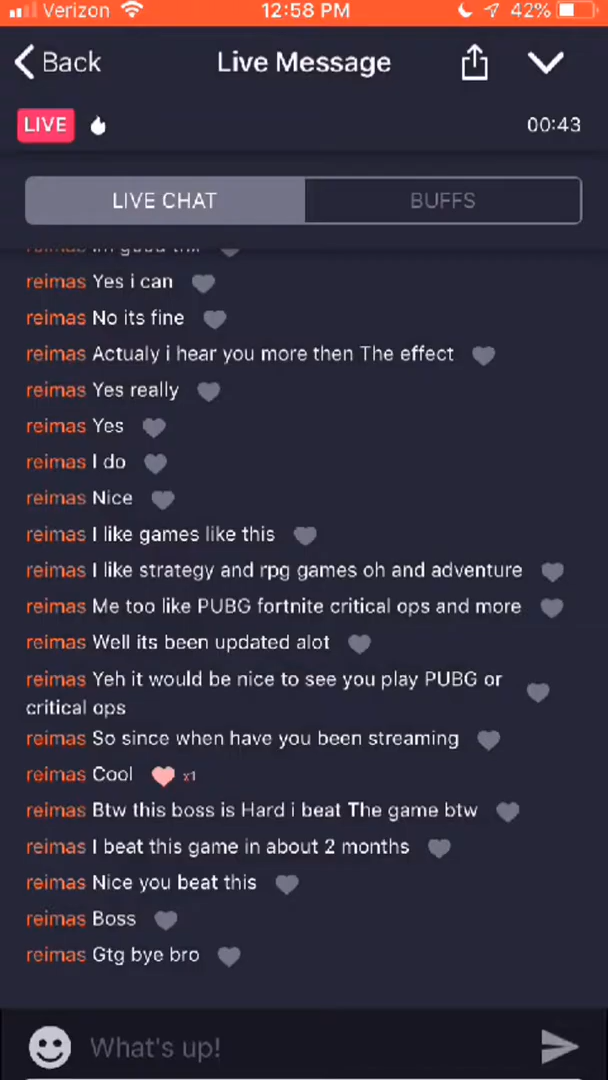 Verizon 12:58 PM 42%
Back Live Message
LIVE 00:43
LIVE CHAT BUFFS
reimas Yes i can
reimas No its fine
reimas Actualy i hear you more then The effect
reimas Yes really
reimas Yes
reimas I do
reimas Nice
reimas I like games like this
reimas I like strategy and rpg games oh and adventure
reimas Me too like PUBG fortnite critical ops and more
reimas Well its been updated alot
reimas Yeh it would be nice to see you play PUBG or
critical ops
reimas So since when have you been streaming
reimas Cool x1
reimas Btw this boss is Hard i beat The game btw
reimas I beat this game in about 2 months
reimas Nice you beat this
reimas Boss
reimas Gtg bye bro
What's up!